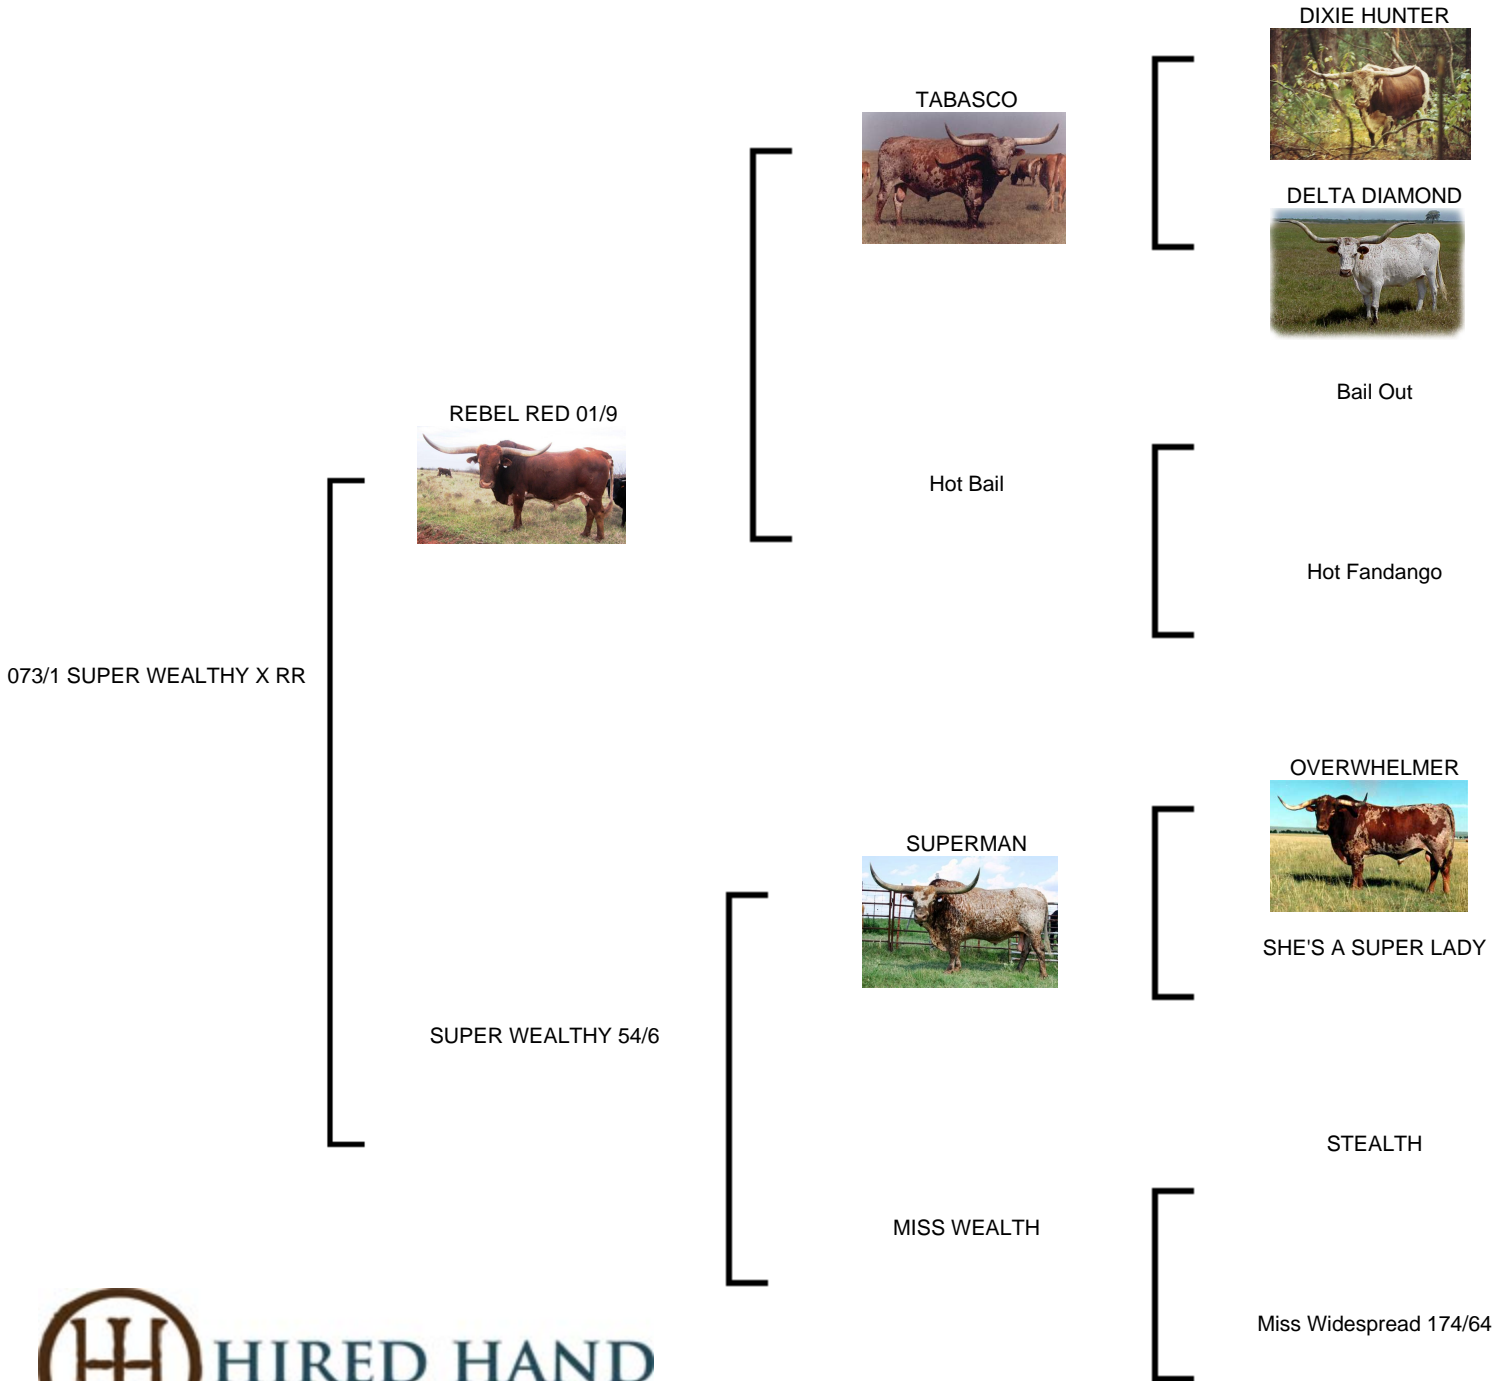 DIXIE HUNTER
TABASCO
DELTA DIAMOND
Bail Out
REBEL RED 01/9
Hot Bail
Hot Fandango
073/1 SUPER WEALTHY X RR
OVERWHELMER
SUPERMAN
SHE'S A SUPER LADY
SUPER WEALTHY 54/6
STEALTH
MISS WEALTH
Miss Widespread 174/64
HIRED HAND